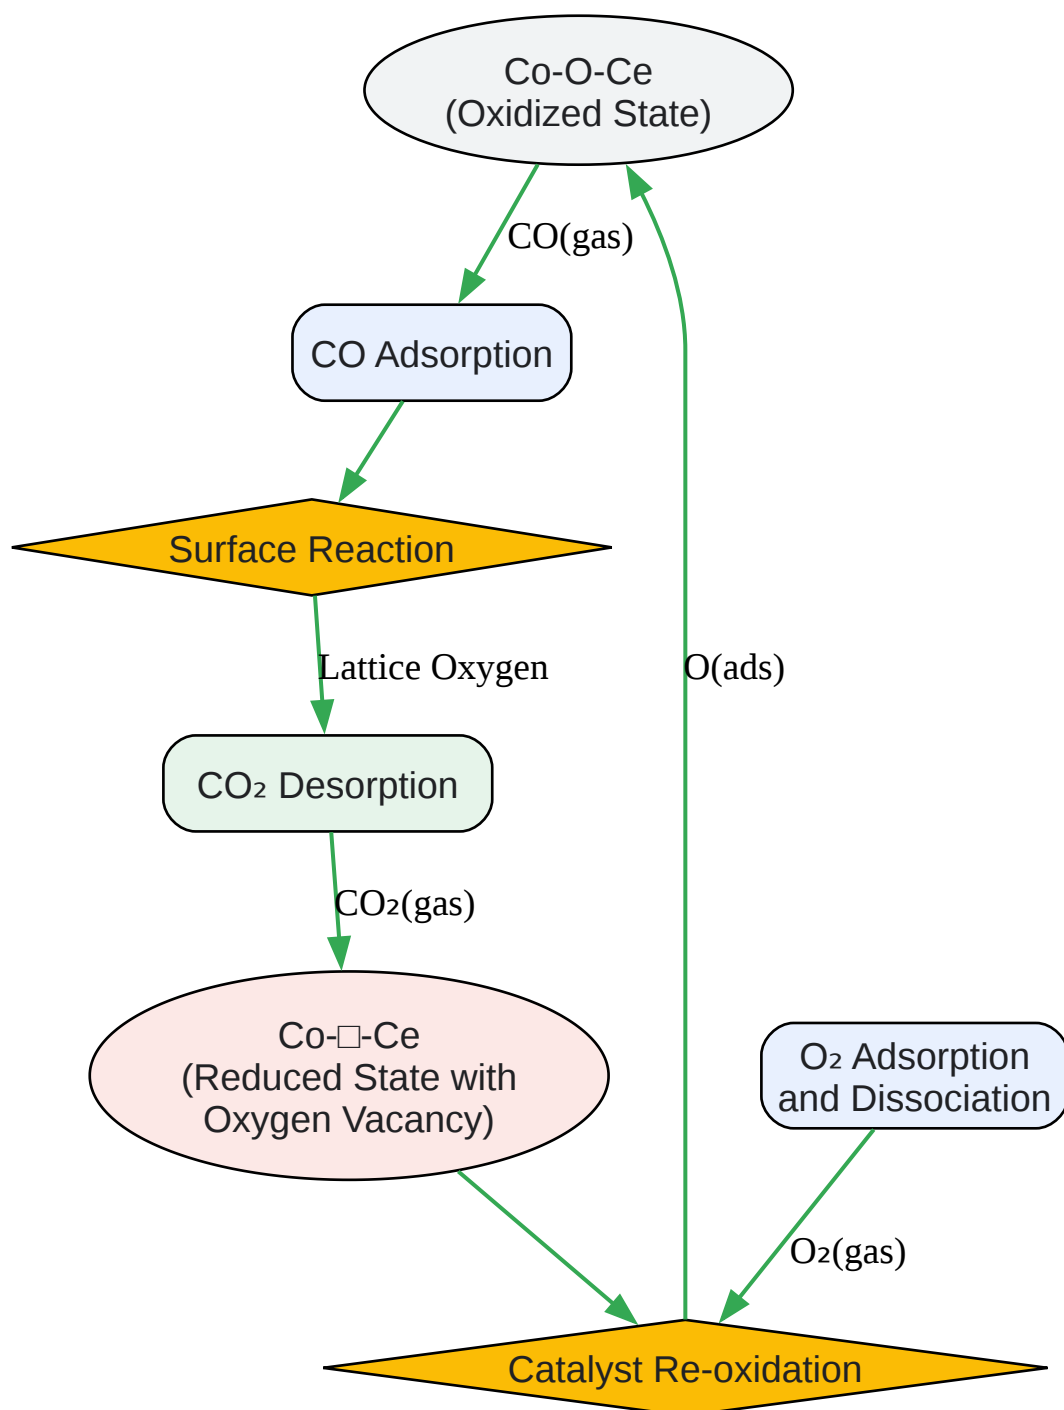 Co-O-Ce
(Oxidized State)
CO(gas)
CO Adsorption
Surface Reaction
Lattice Oxygen
O(ads)
CO₂ Desorption
CO₂(gas)
Co-□-Ce
(Reduced State with
Oxygen Vacancy)
O₂ Adsorption
and Dissociation
O₂(gas)
Catalyst Re-oxidation